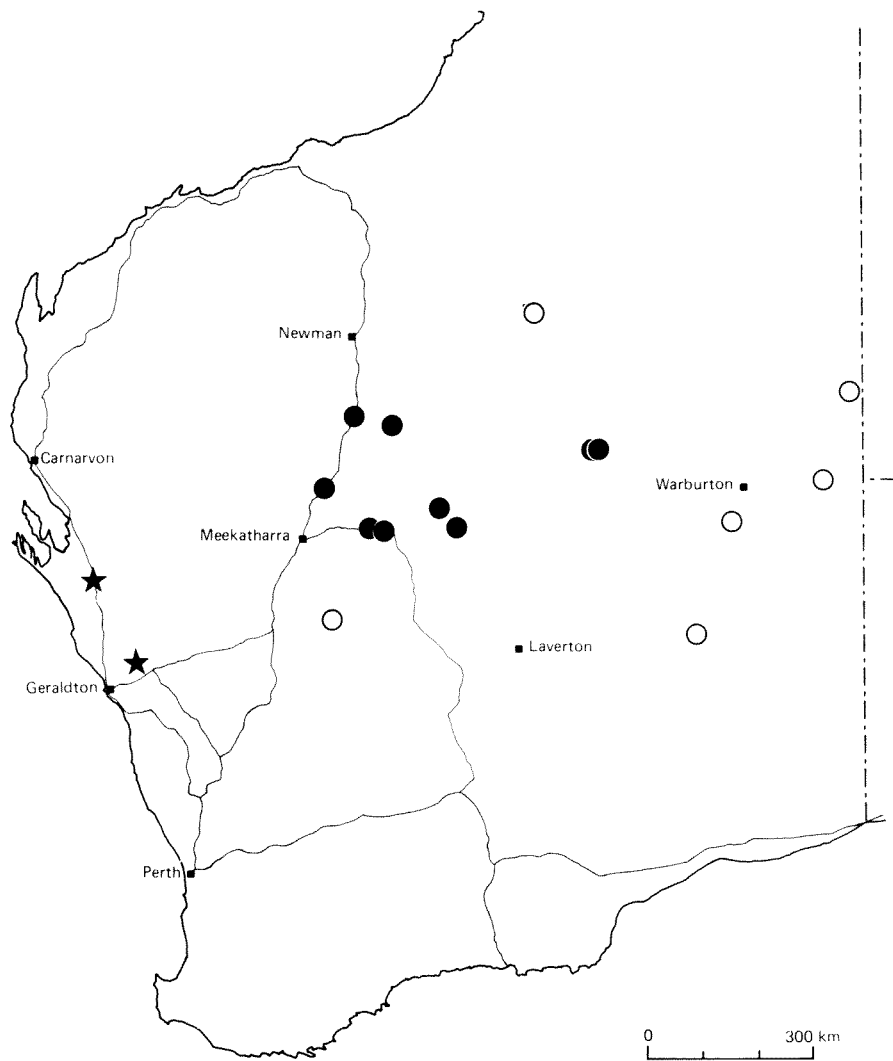 Newman
Carnarvon
Warburton
Meekatharra
Laverton
Geraldton
Perth
0 300 km